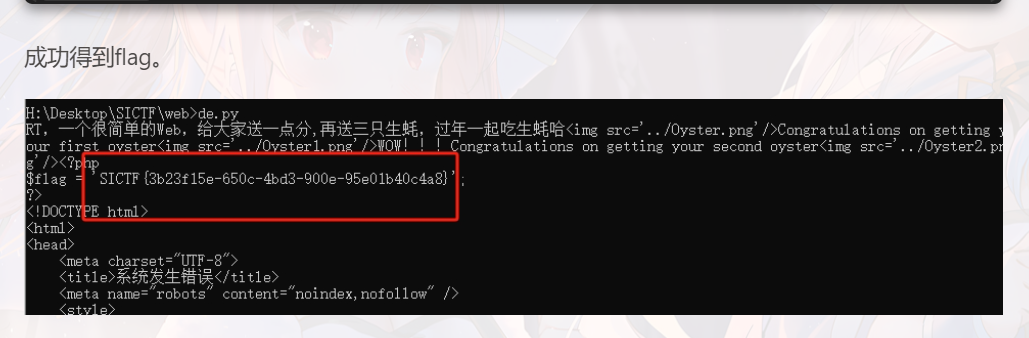 成功得到flag。
H:\Desktop\SICTF\web>de.py
RT，一个很简单的Web，给大家送一点分,再送三只生蚝，过年一起吃生蚝哈<img src='../Oyster.png'/>Congratulations on getting y
our first oyster<img src='../Oyster1.png'/>WOW！！！Congratulations on getting your second oyster<img src='../Oyster2.pn
g'/><?php
$flag = 'SICTF{3b23f15e-650c-4bd3-900e-95e01b40c4a8}';
?>
<!DOCTYPE html>
<html>
<head>
    <meta charset="UTF-8">
    <title>系统发生错误</title>
    <meta name="robots" content="noindex,nofollow" />
    <style>